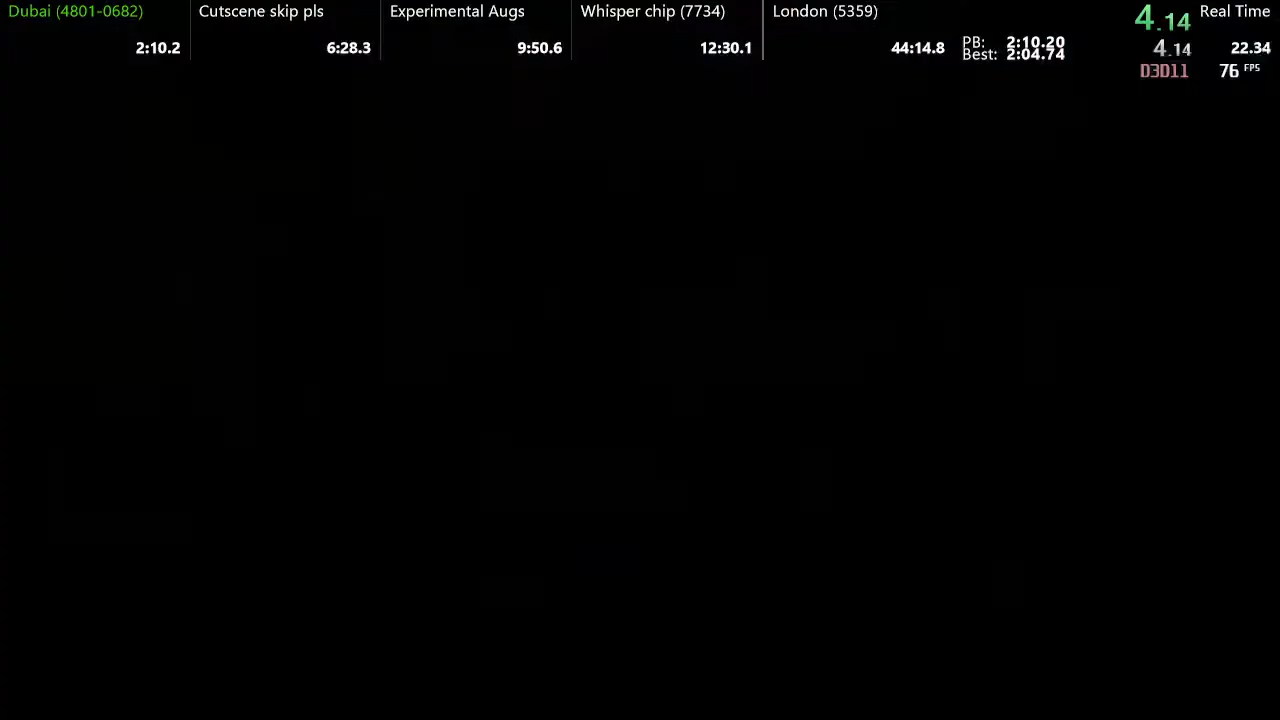 Dubai (4801-0682)
2:10.2
Cutscene skip pls
6:28.3
Experimental Augs
9:50.6
Whisper chip (7734)
12:30.1
London (5359)
44:14.8
PB: 2:10.20
Best: 2:04.74
4.14
4.14
Real Time
22.34
D3D11 76 FPS